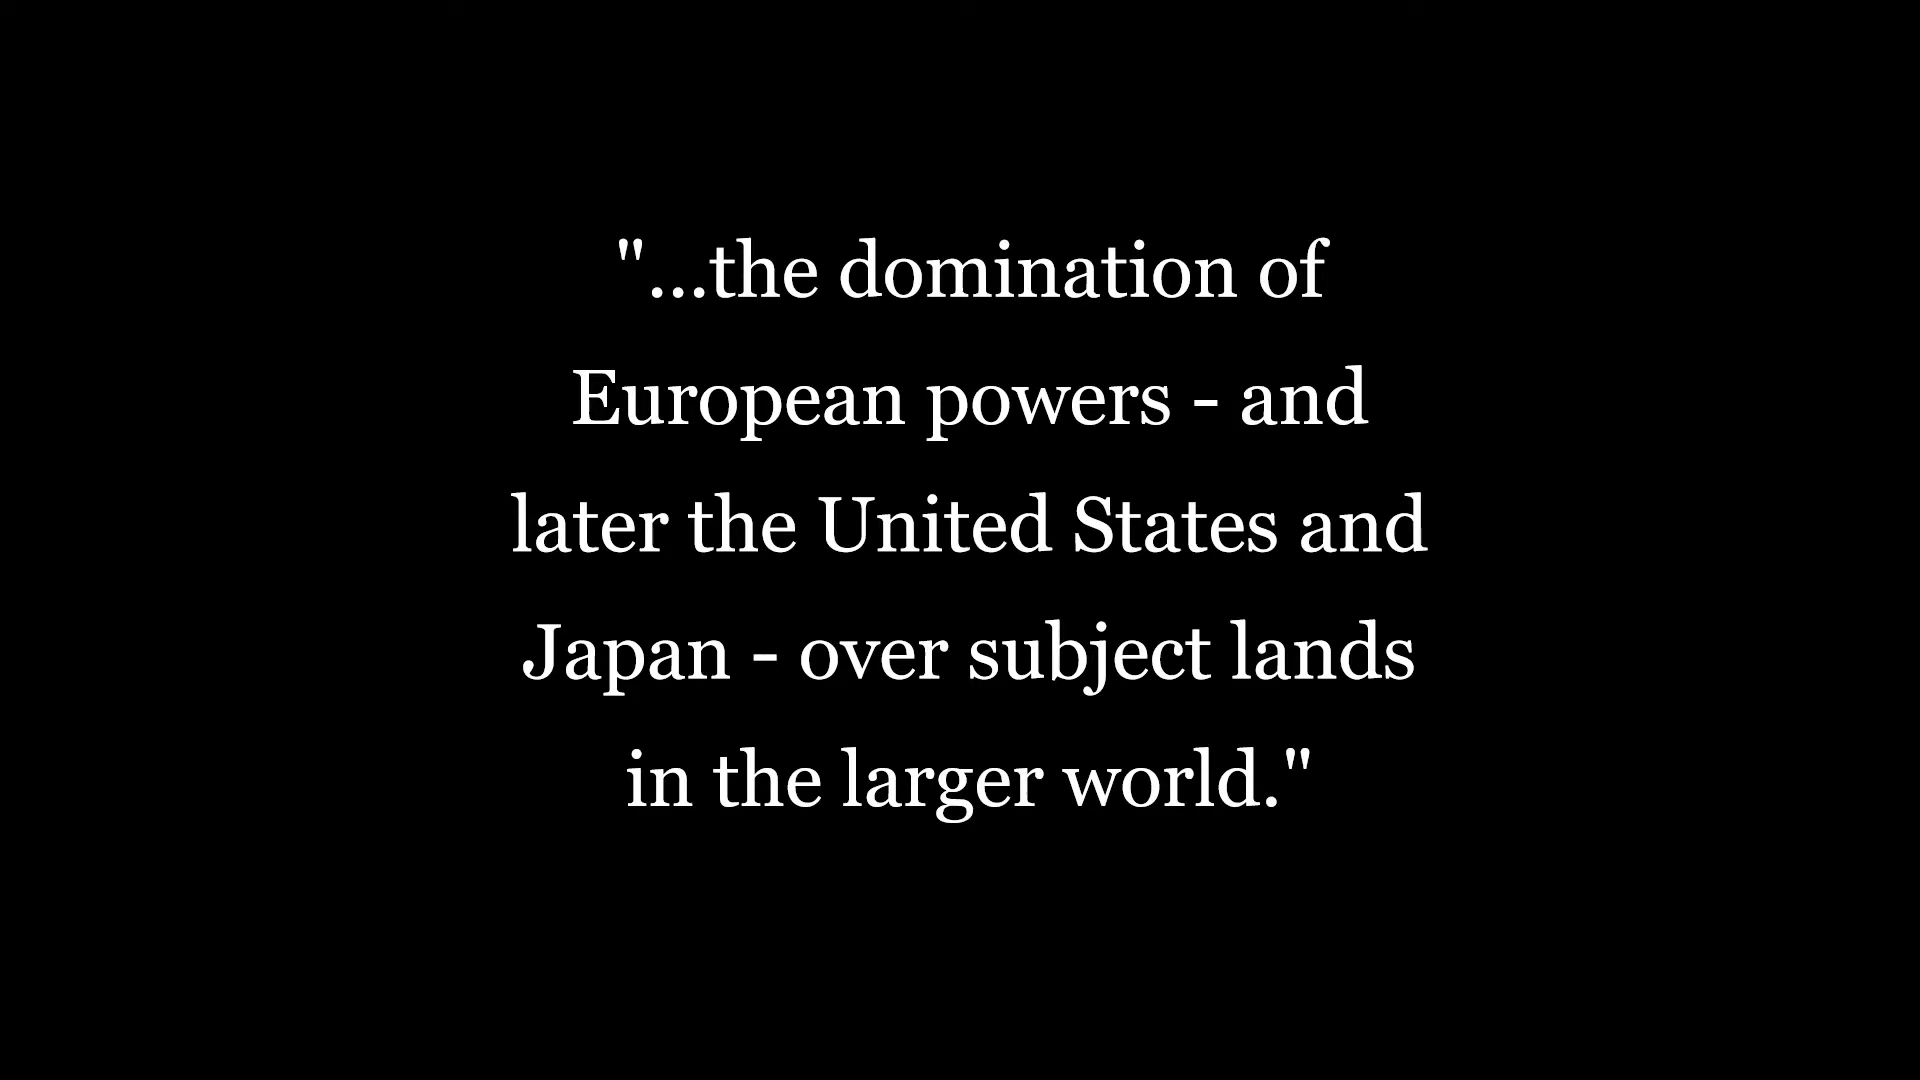 "...the domination of
European powers - and
later the United States and
Japan - over subject lands
in the larger world."